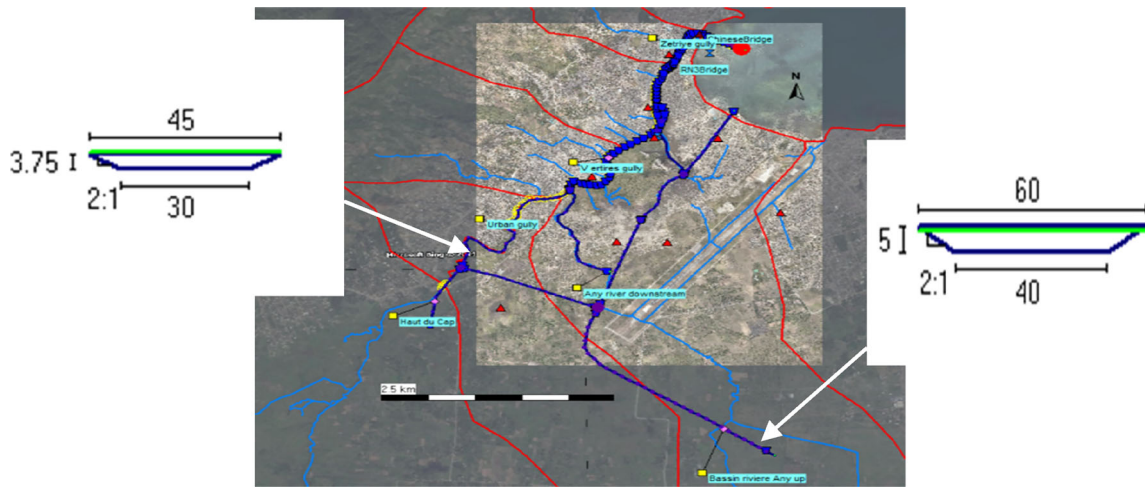 45
3.75 I
2:1
30
ChineseBridge
Zetriye gully
RN3Bridge
N
V ertires gully
Urban gully
Any river downstream
Haut du Cap
2.5 km
Bassin riviere Any up
60
5 I
2:1
40